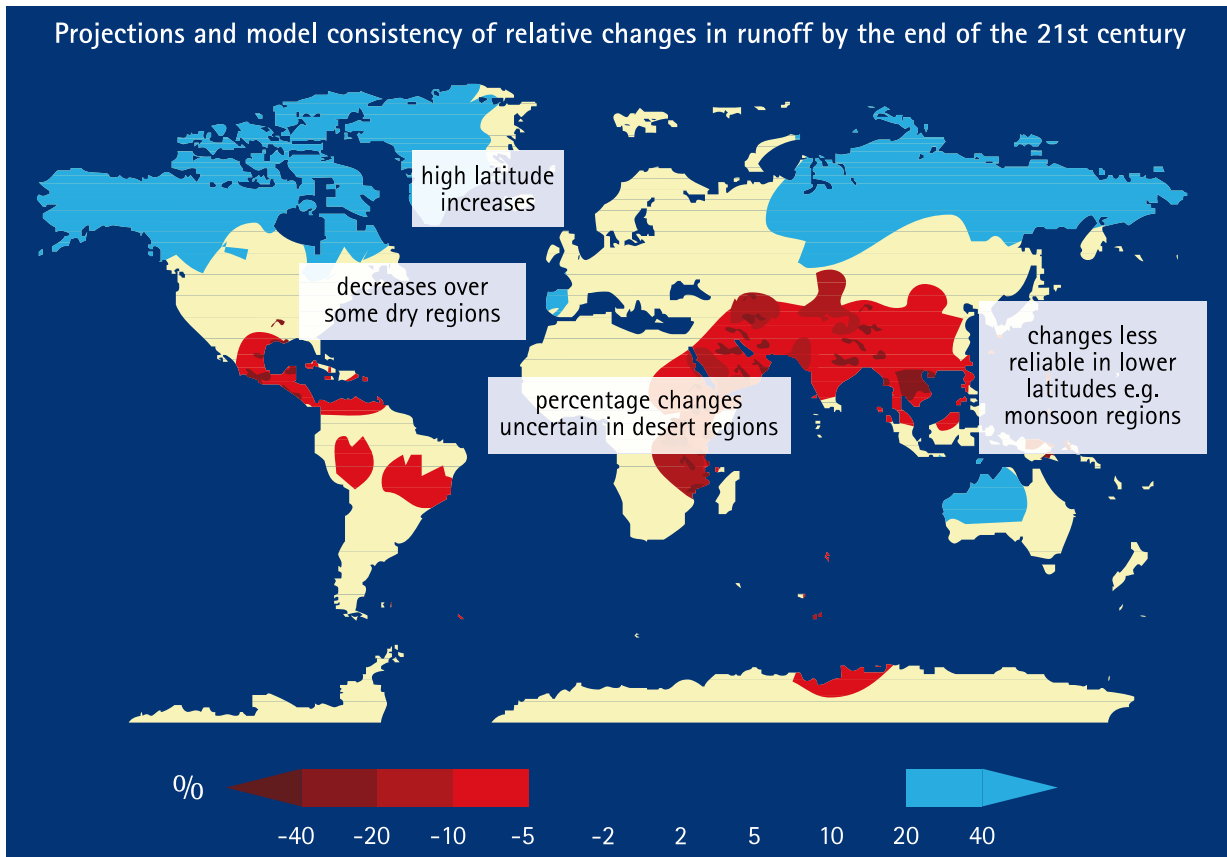 Projections and model consistency of relative changes in runoff by the end of the 21st century
high latitude
increases
decreases over
some dry regions
changes less
reliable in lower
latitudes e.g.
monsoon regions
percentage changes
uncertain in desert regions
%
-40 -20 -10 -5 -2 2 5 10 20 40